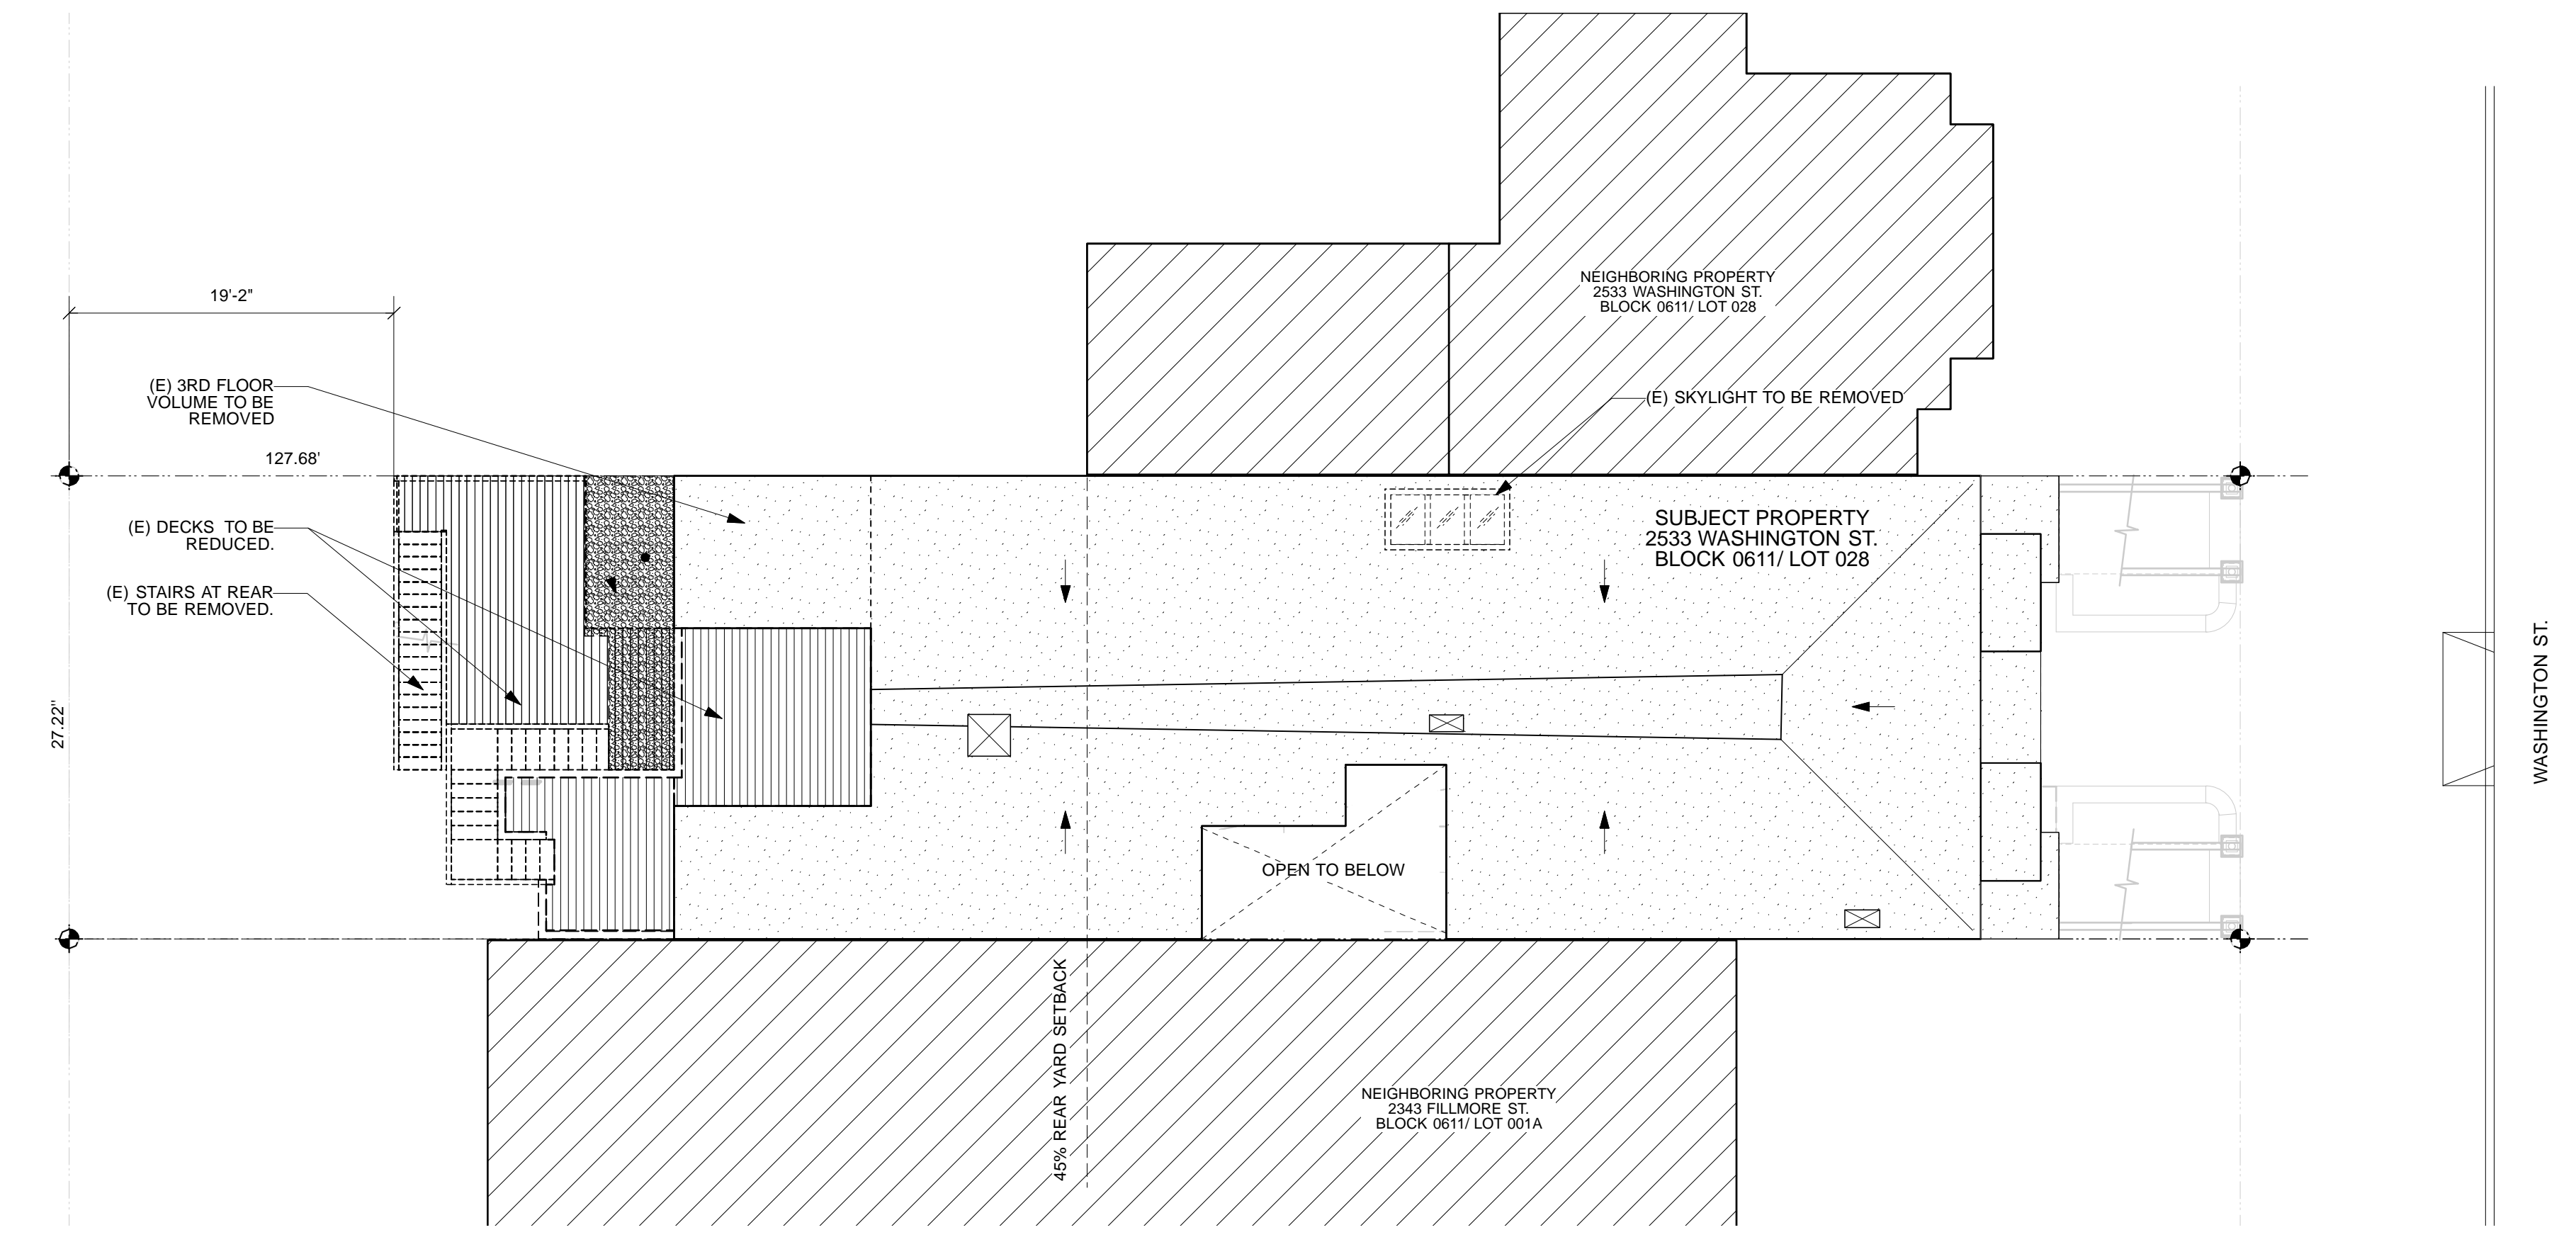 NEIGHBORING PROPERTY
2533 WASHINGTON ST.
BLOCK 0611/ LOT 028
19'-2"
(E) 3RD FLOOR
VOLUME TO BE
REMOVED
(E) SKYLIGHT TO BE REMOVED
127.68'
(E) DECKS TO BE
REDUCED.
SUBJECT PROPERTY
2533 WASHINGTON ST.
BLOCK 0611/ LOT 028
(E) STAIRS AT REAR
TO BE REMOVED.
27.22"
WASHINGTON ST.
OPEN TO BELOW
45% REAR YARD SETBACK
NEIGHBORING PROPERTY
2343 FILLMORE ST.
BLOCK 0611/ LOT 001A